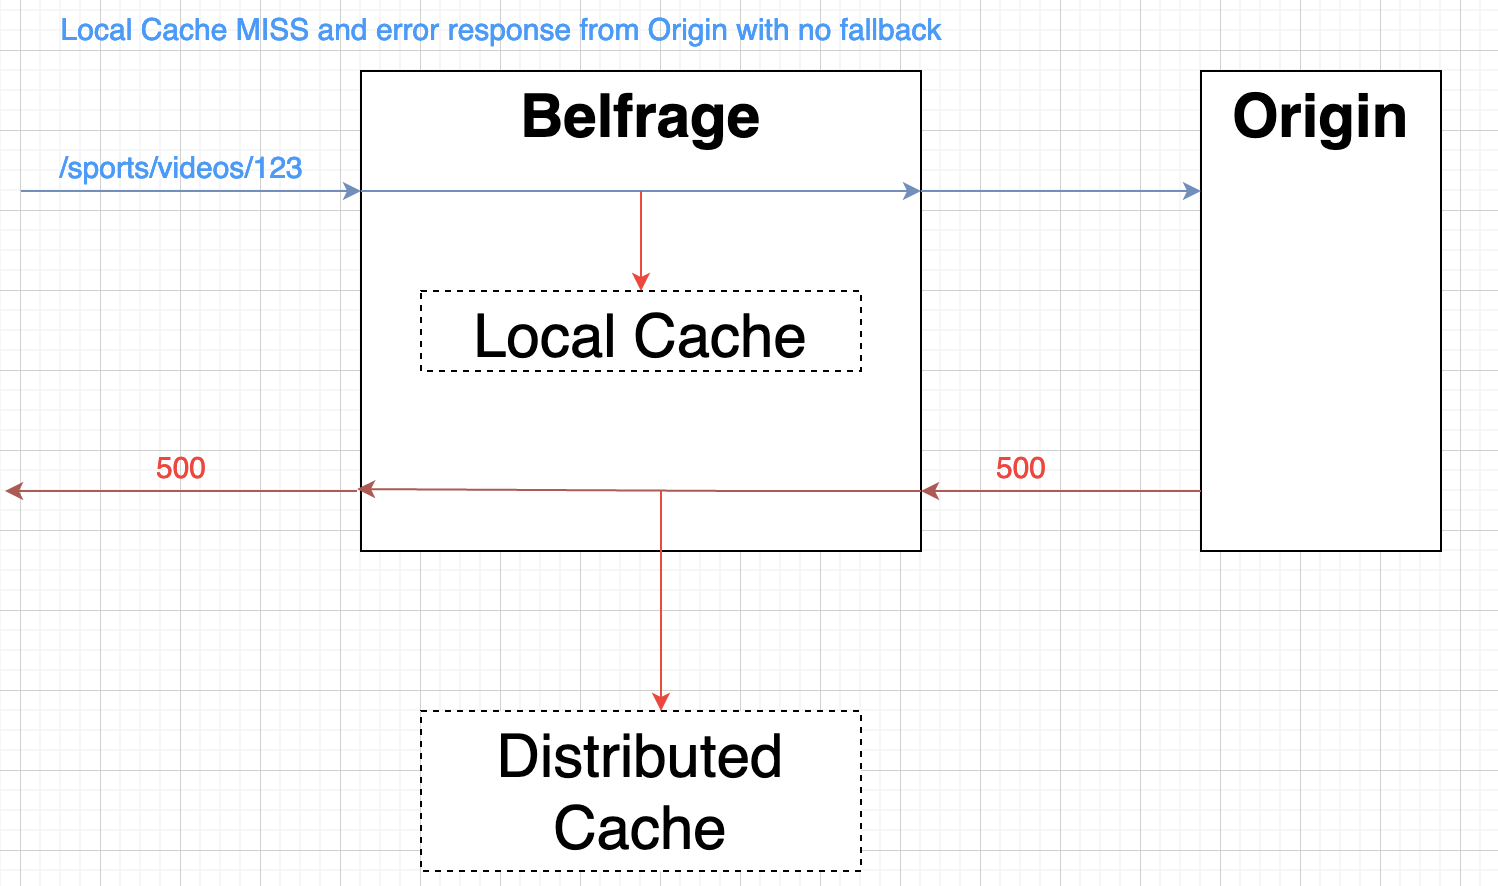 Local Cache MISS and error response from Origin with no fallback
Belfrage
Origin
/sports/videos/123
Local Cache
500
500
Distributed
Cache